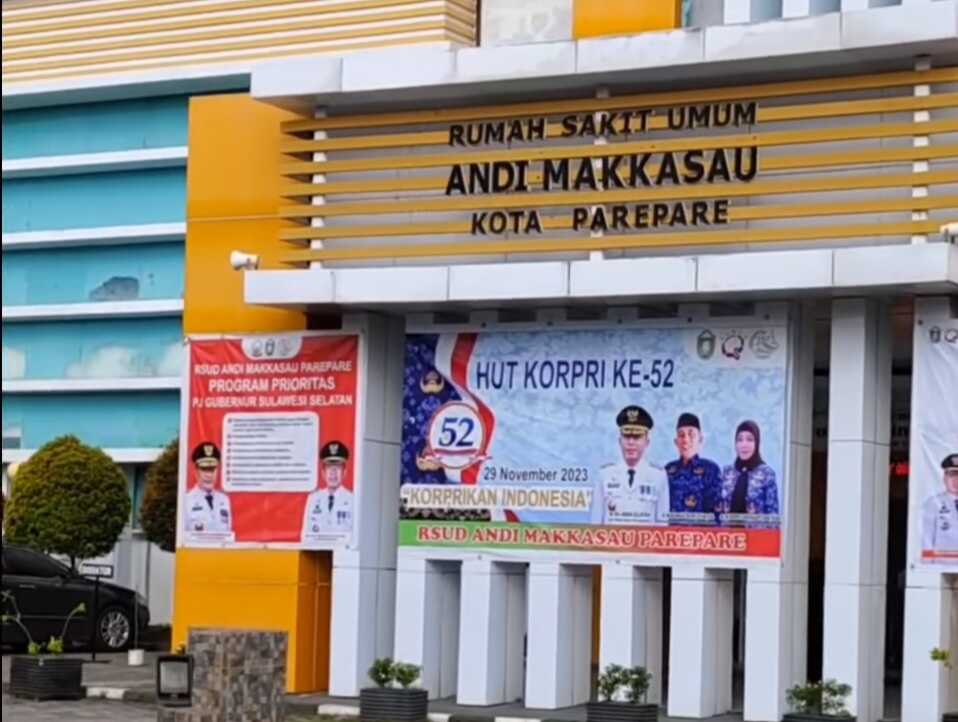 RUMAH SAKIT UMUM
ANDI MAKKASAU
KOTA PAREPARE
RSUD ANDI MAKKASAU PAREPARE
PROGRAM PRIORITAS
PJ GUBERNUR SULAWESI SELATAN
HUT KORPRI KE-52
52
29 November 2023
"KORPRIKAN INDONESIA"
RSUD ANDI MAKKASAU PAREPARE